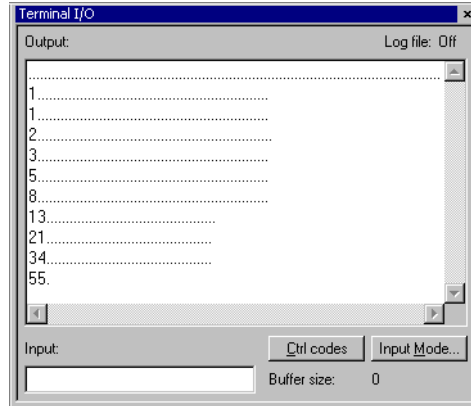 Terminal I/O
Output: Log file: Off
.......................................................................................................
1..........................................................
1..........................................................
2...........................................................
3..........................................................
5..........................................................
8..........................................................
13..........................................
21.........................................
34.........................................
55.
Input: Ctrl codes Input Mode...
Buffer size: 0